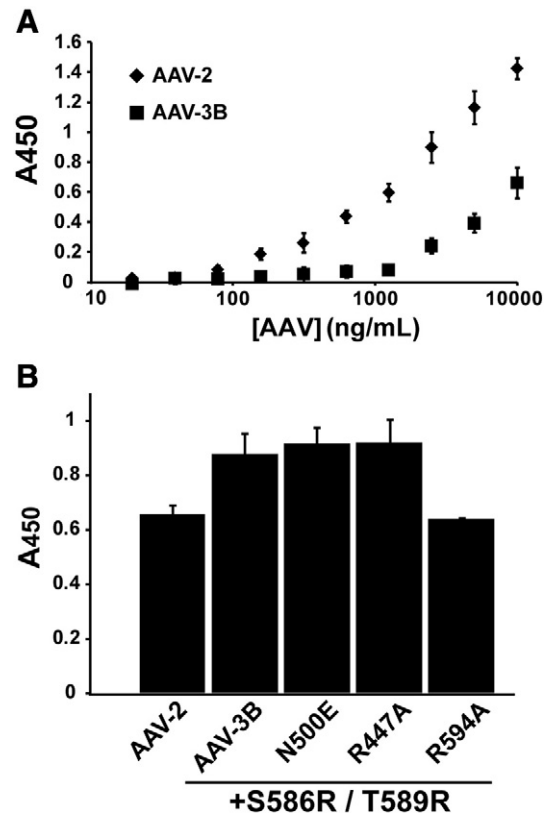 A
1.6
1.4
1.2
1
0.8
0.6
0.4
0.2
0
A450
AAV-2
AAV-3B
10 100 1000 10000
[AAV] (ng/mL)
B
1
0.8
0.6
0.4
0.2
0
A450
AAV-2 AAV-3B N500E R447A R594A
+S586R / T589R